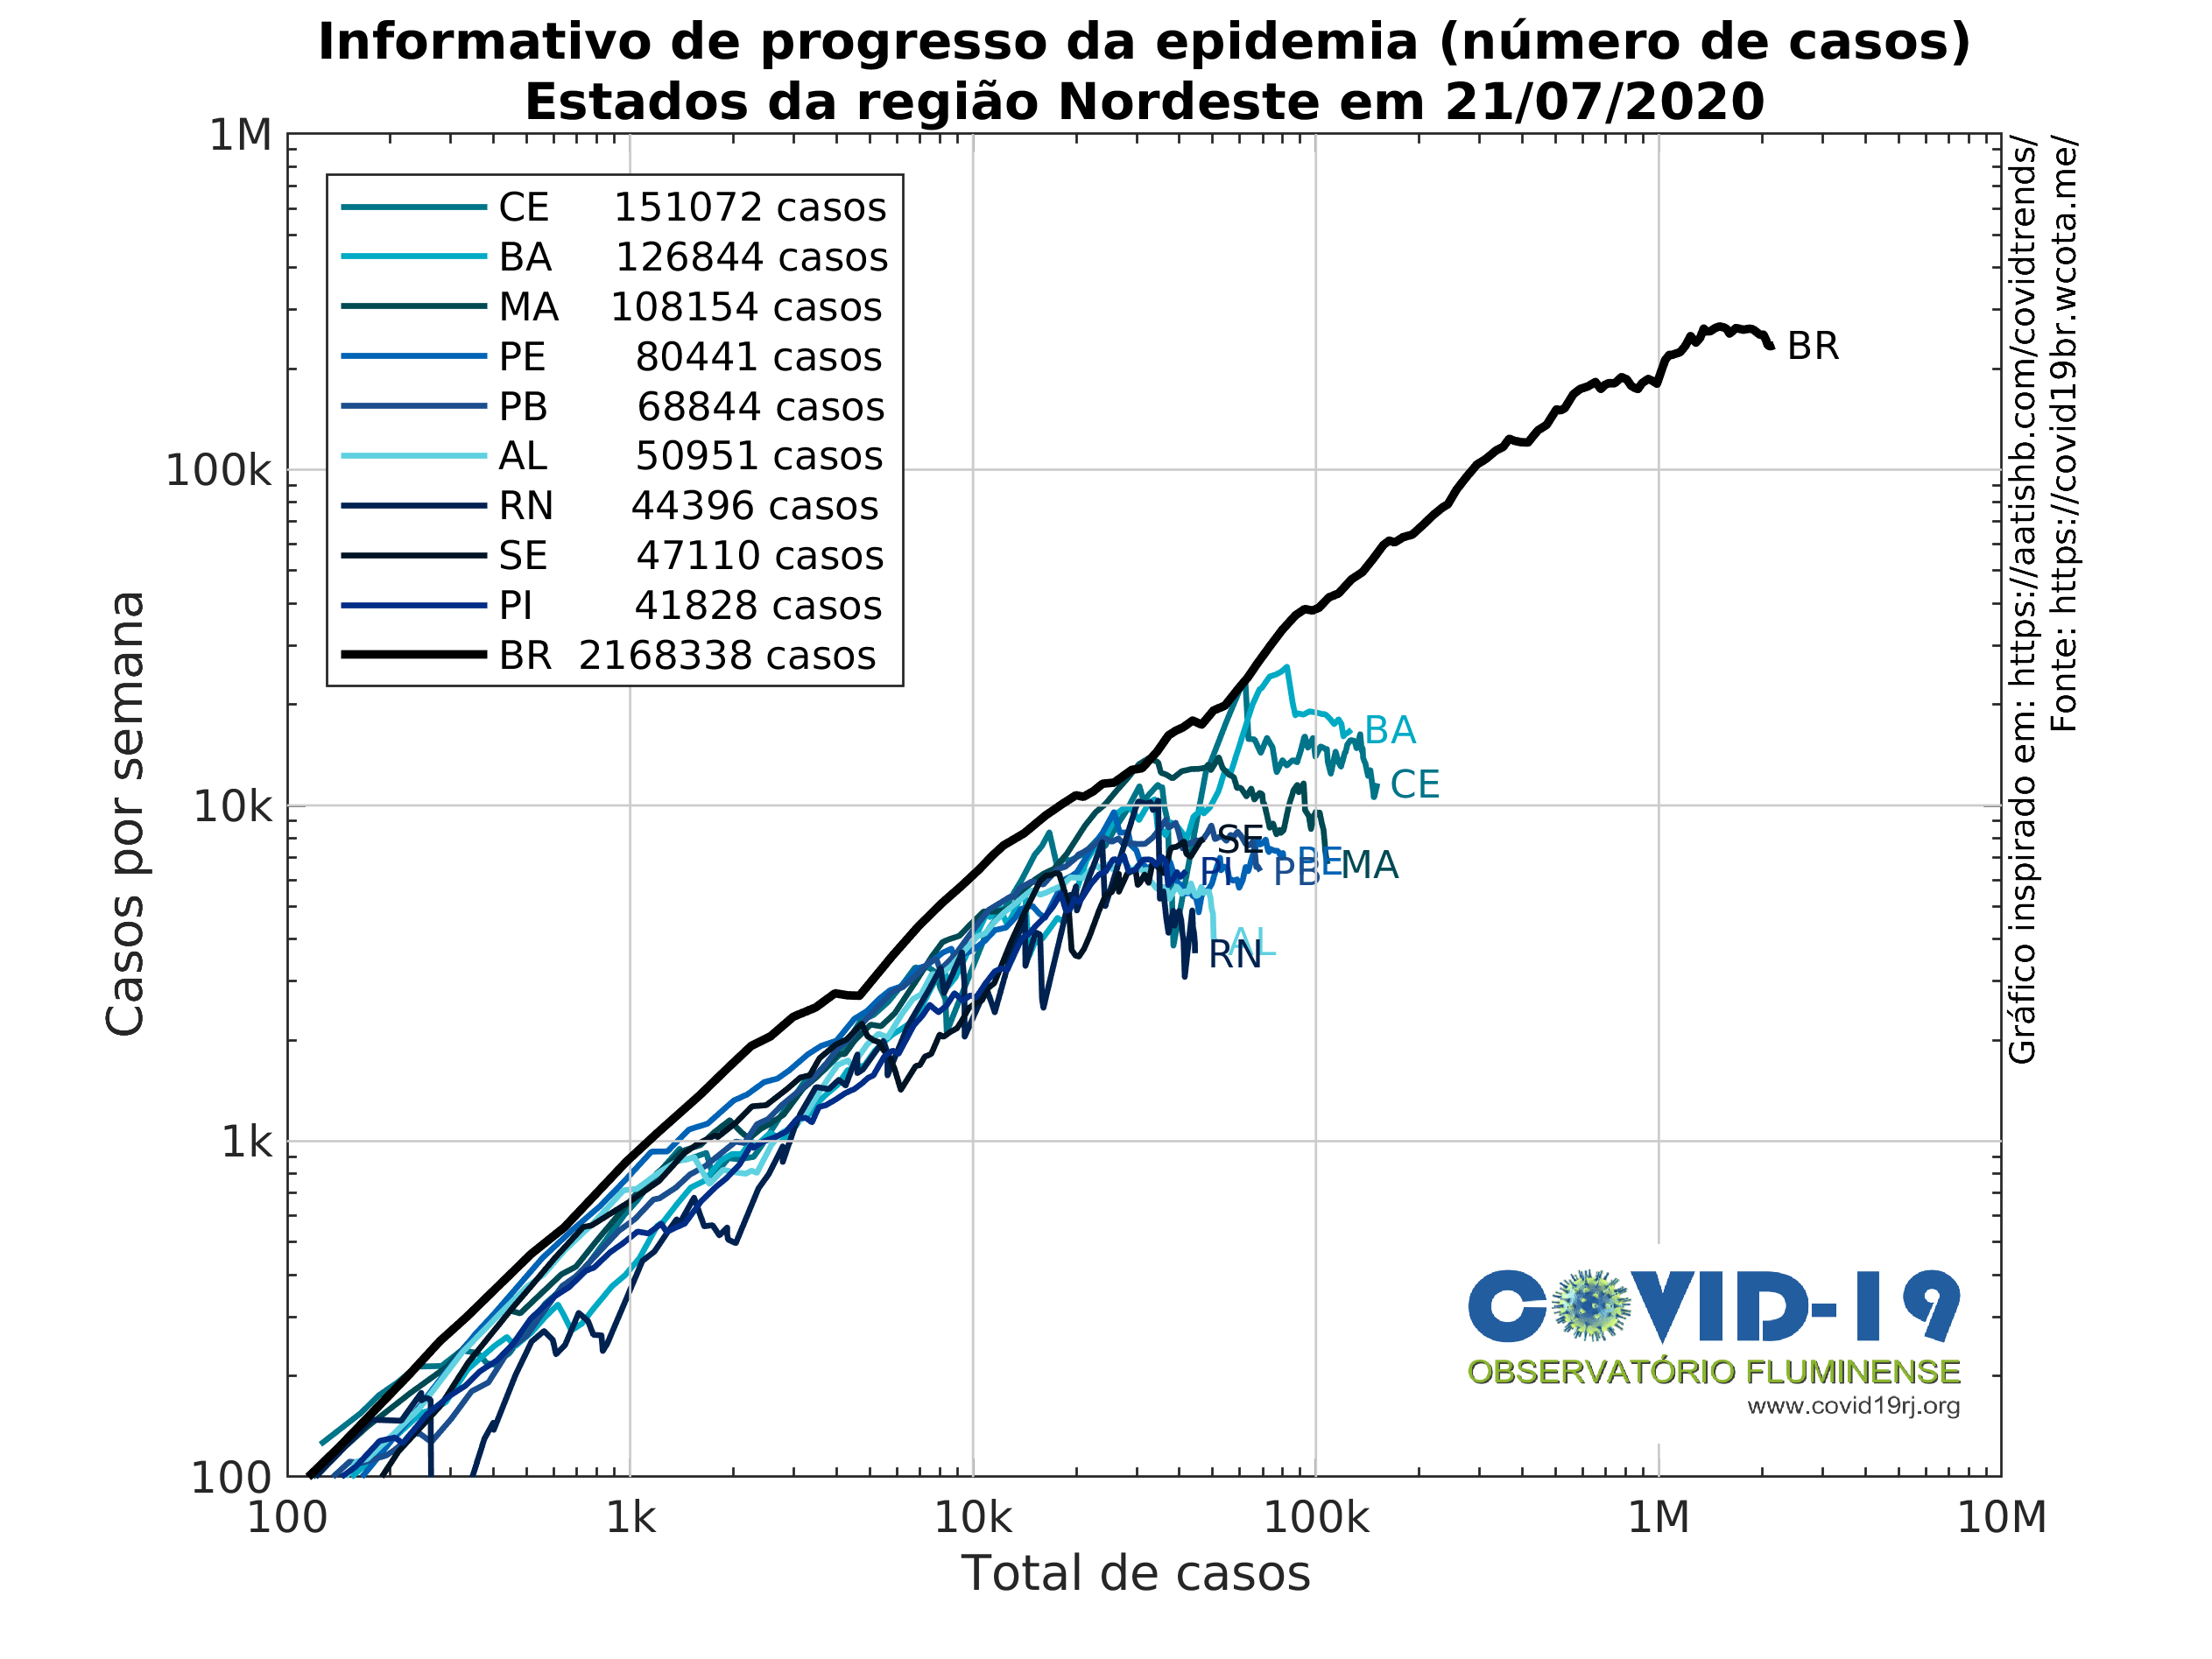 Informativo de progresso da epidemia (número de casos)
Estados da região Nordeste em 21/07/2020
1M
100k
10k
1k
100
Casos por semana
CE 151072 casos
BA 126844 casos
MA 108154 casos
PE 80441 casos
PB 68844 casos
AL 50951 casos
RN 44396 casos
SE 47110 casos
PI 41828 casos
BR 2168338 casos
BR
BA
CE
SE
PI
PB
PE
MA
AL
RN
Gráfico inspirado em: https://aatishb.com/covidtrends/
Fonte: https://covid19br.wcota.me/
COVID-19
OBSERVATÓRIO FLUMINENSE
www.covid19rj.org
100
1k
10k
100k
1M
10M
Total de casos